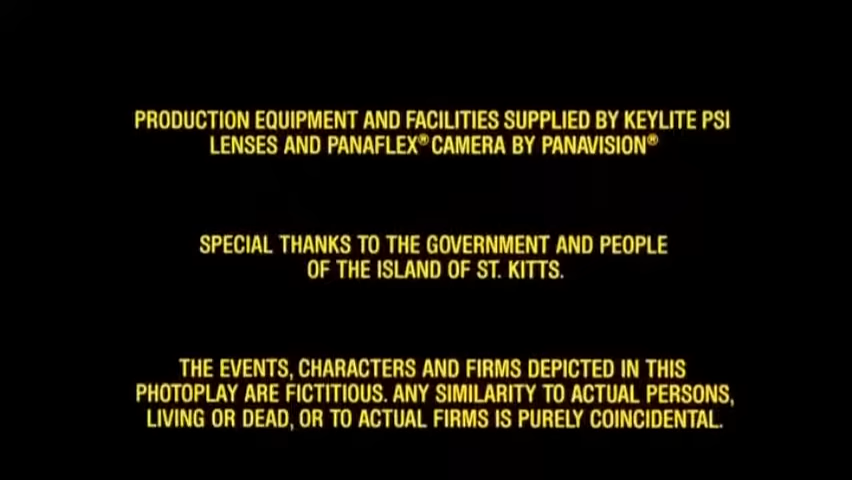 PRODUCTION EQUIPMENT AND FACILITIES SUPPLIED BY KEYLITE PSI
LENSES AND PANAFLEX® CAMERA BY PANAVISION®
SPECIAL THANKS TO THE GOVERNMENT AND PEOPLE
OF THE ISLAND OF ST. KITTS.
THE EVENTS, CHARACTERS AND FIRMS DEPICTED IN THIS
PHOTOPLAY ARE FICTITIOUS. ANY SIMILARITY TO ACTUAL PERSONS,
LIVING OR DEAD, OR TO ACTUAL FIRMS IS PURELY COINCIDENTAL.